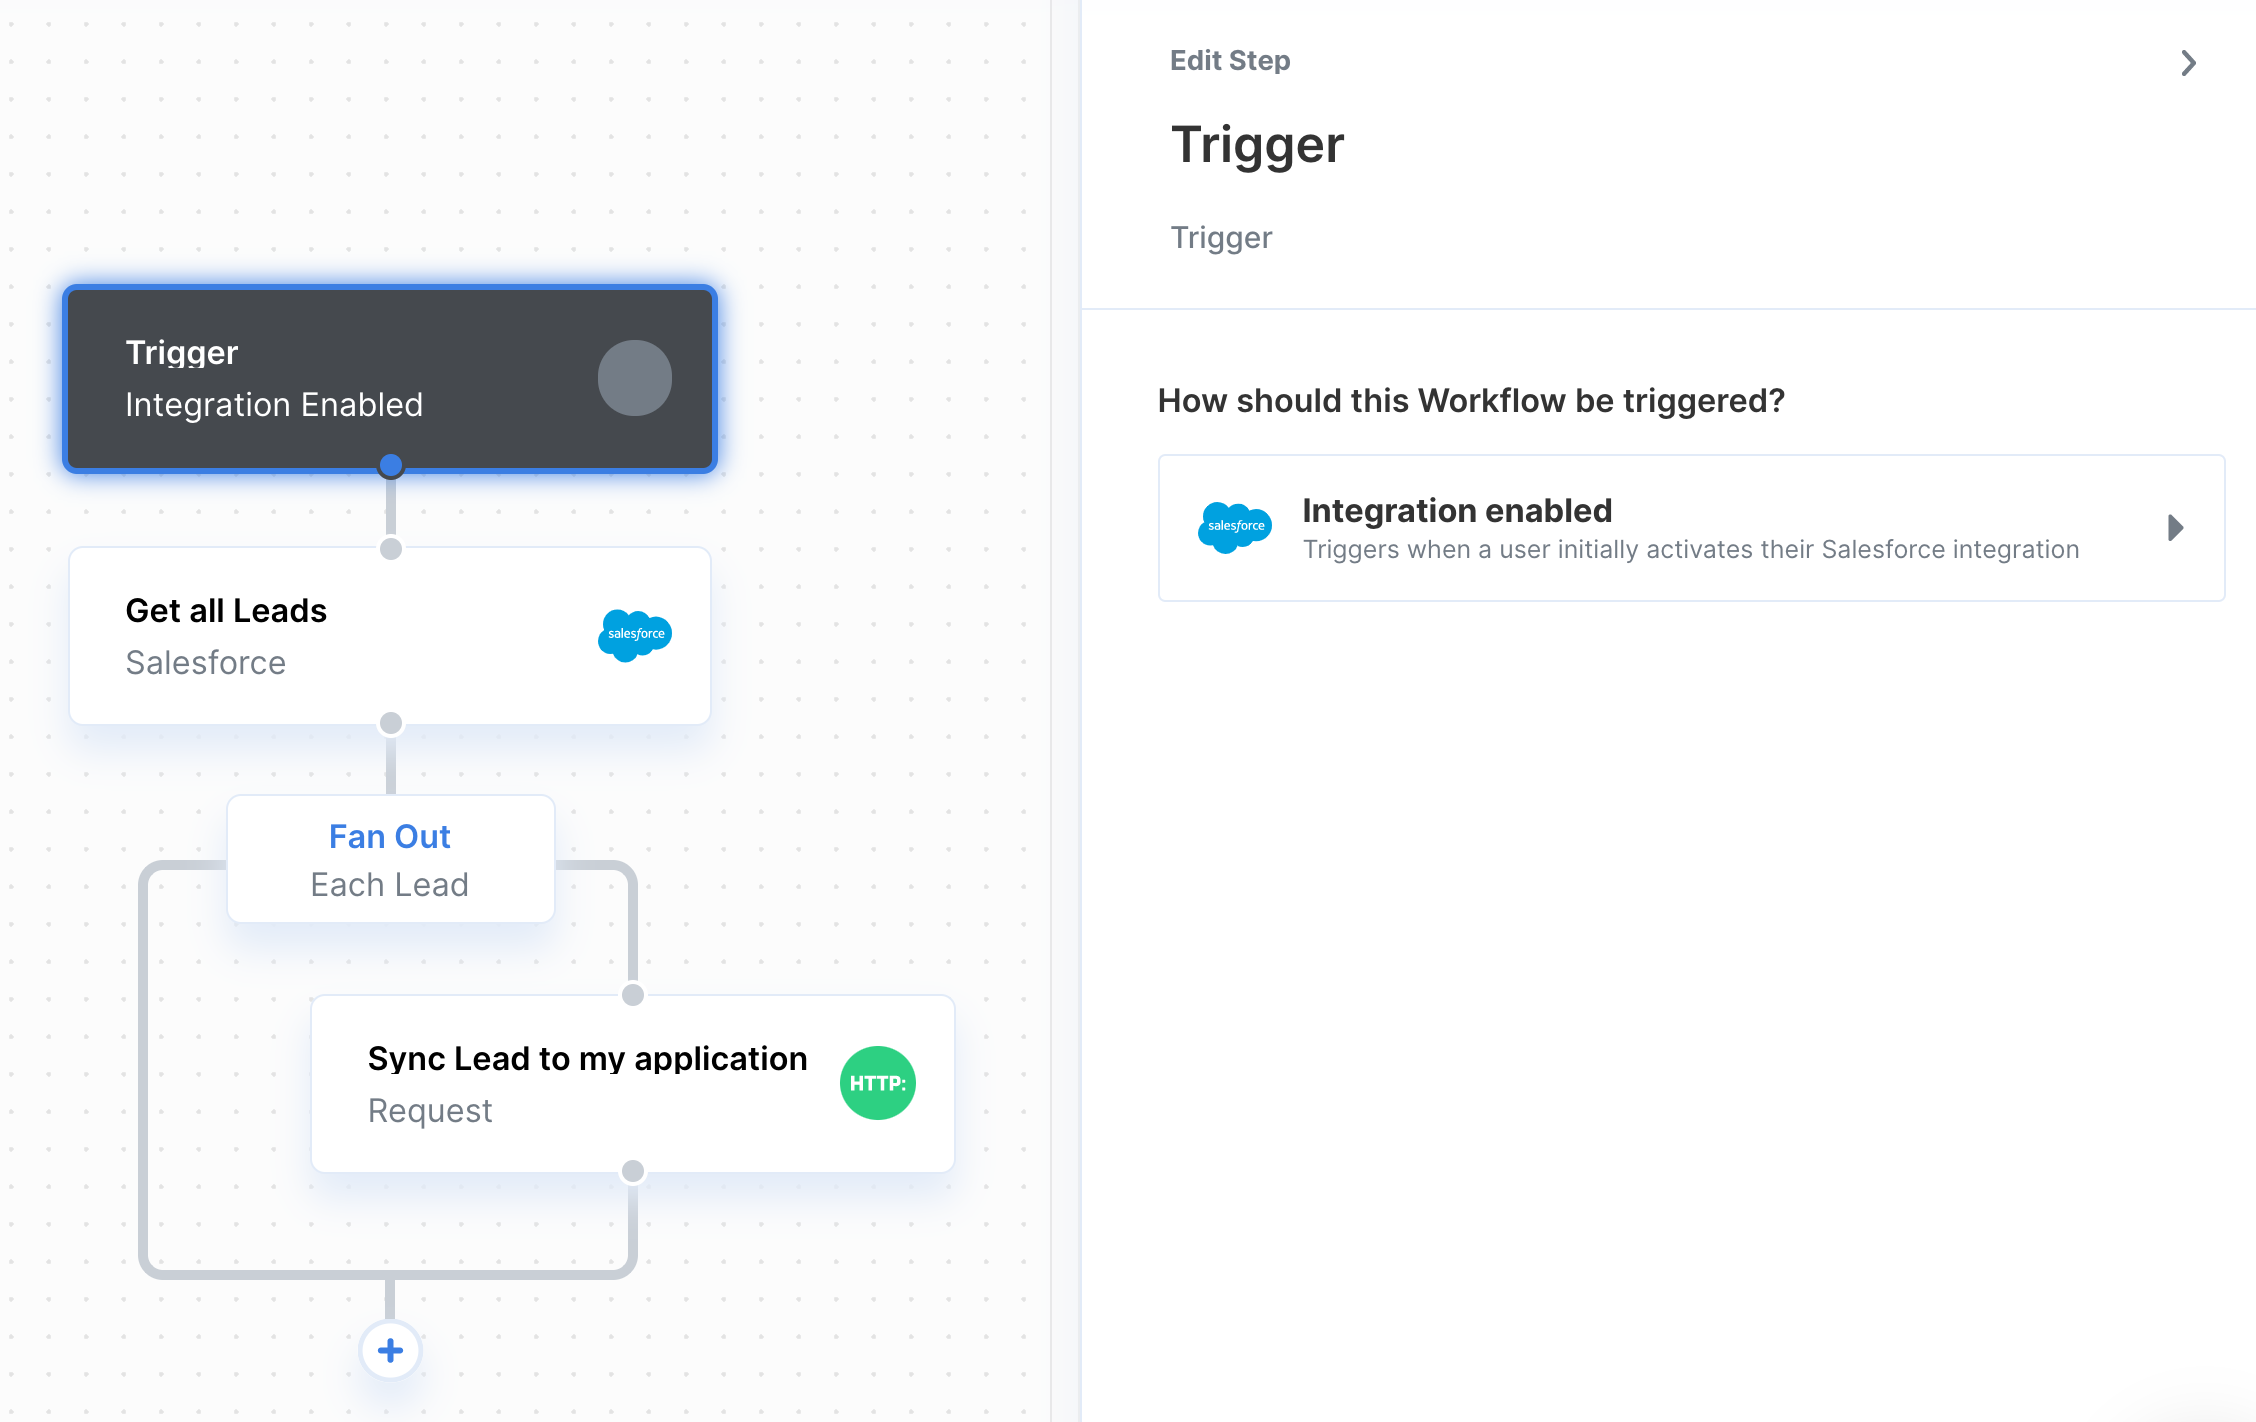 Trigger
Integration Enabled
Get all Leads
Salesforce
salesforce
Fan Out
Each Lead
Sync Lead to my application
Request
HTTP:
Edit Step
Trigger
Trigger
How should this Workflow be triggered?
salesforce
Integration enabled
Triggers when a user initially activates their Salesforce integration